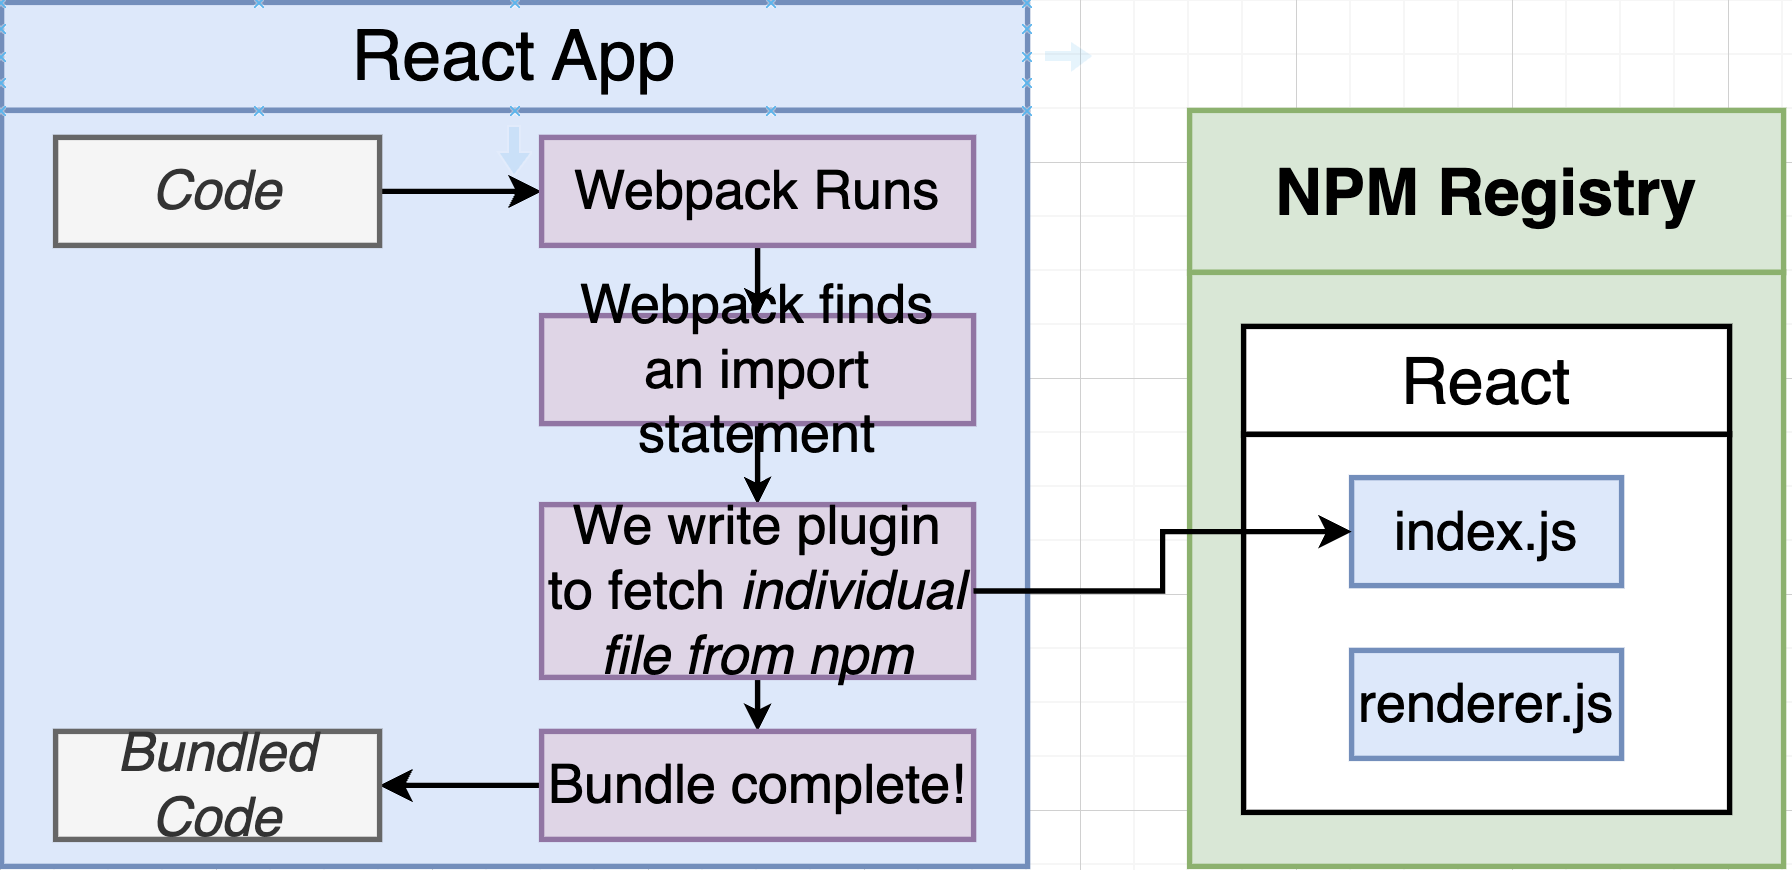 React App
Code
Webpack Runs
Webpack finds
an import
statement
We write plugin
to fetch individual
file from npm
Bundle complete!
Bundled
Code
NPM Registry
React
index.js
renderer.js